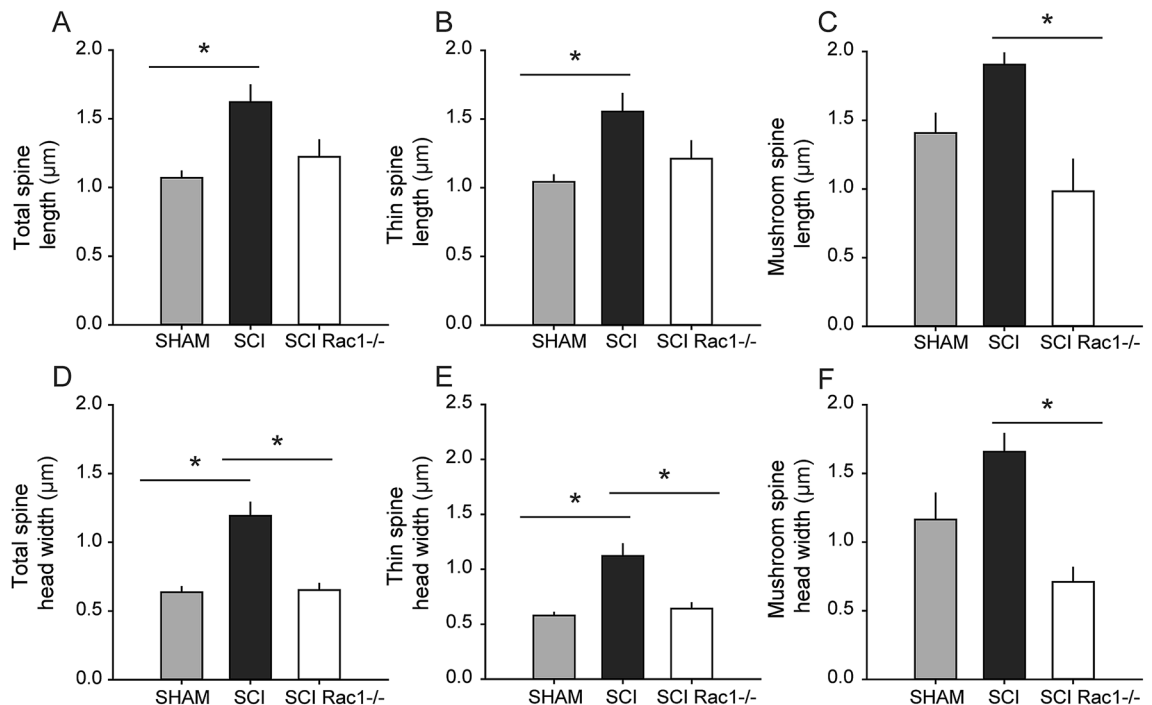 A
Total spine
length (μm)
2.0
1.5
1.0
0.5
0.0
*
SHAM SCI SCI Rac1-/-
B
Thin spine
length (μm)
2.0
1.5
1.0
0.5
0.0
*
SHAM SCI SCI Rac1-/-
C
Mushroom spine
length (μm)
2.0
1.5
1.0
0.5
0.0
*
SHAM SCI SCI Rac1-/-
D
Total spine
head width (μm)
2.0
1.5
1.0
0.5
0.0
*
*
SHAM SCI SCI Rac1-/-
E
Thin spine
head width (μm)
2.5
2.0
1.5
1.0
0.5
0.0
*
*
SHAM SCI SCI Rac1-/-
F
Mushroom spine
head width (μm)
2.0
1.5
1.0
0.5
0.0
*
SHAM SCI SCI Rac1-/-